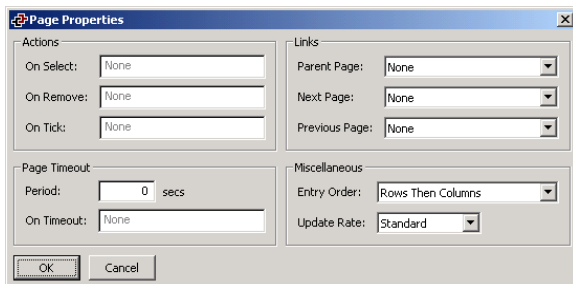 Page Properties
Actions
On Select: None
On Remove: None
On Tick: None
Links
Parent Page: None
Next Page: None
Previous Page: None
Page Timeout
Period: 0 secs
On Timeout: None
Miscellaneous
Entry Order: Rows Then Columns
Update Rate: Standard
OK Cancel